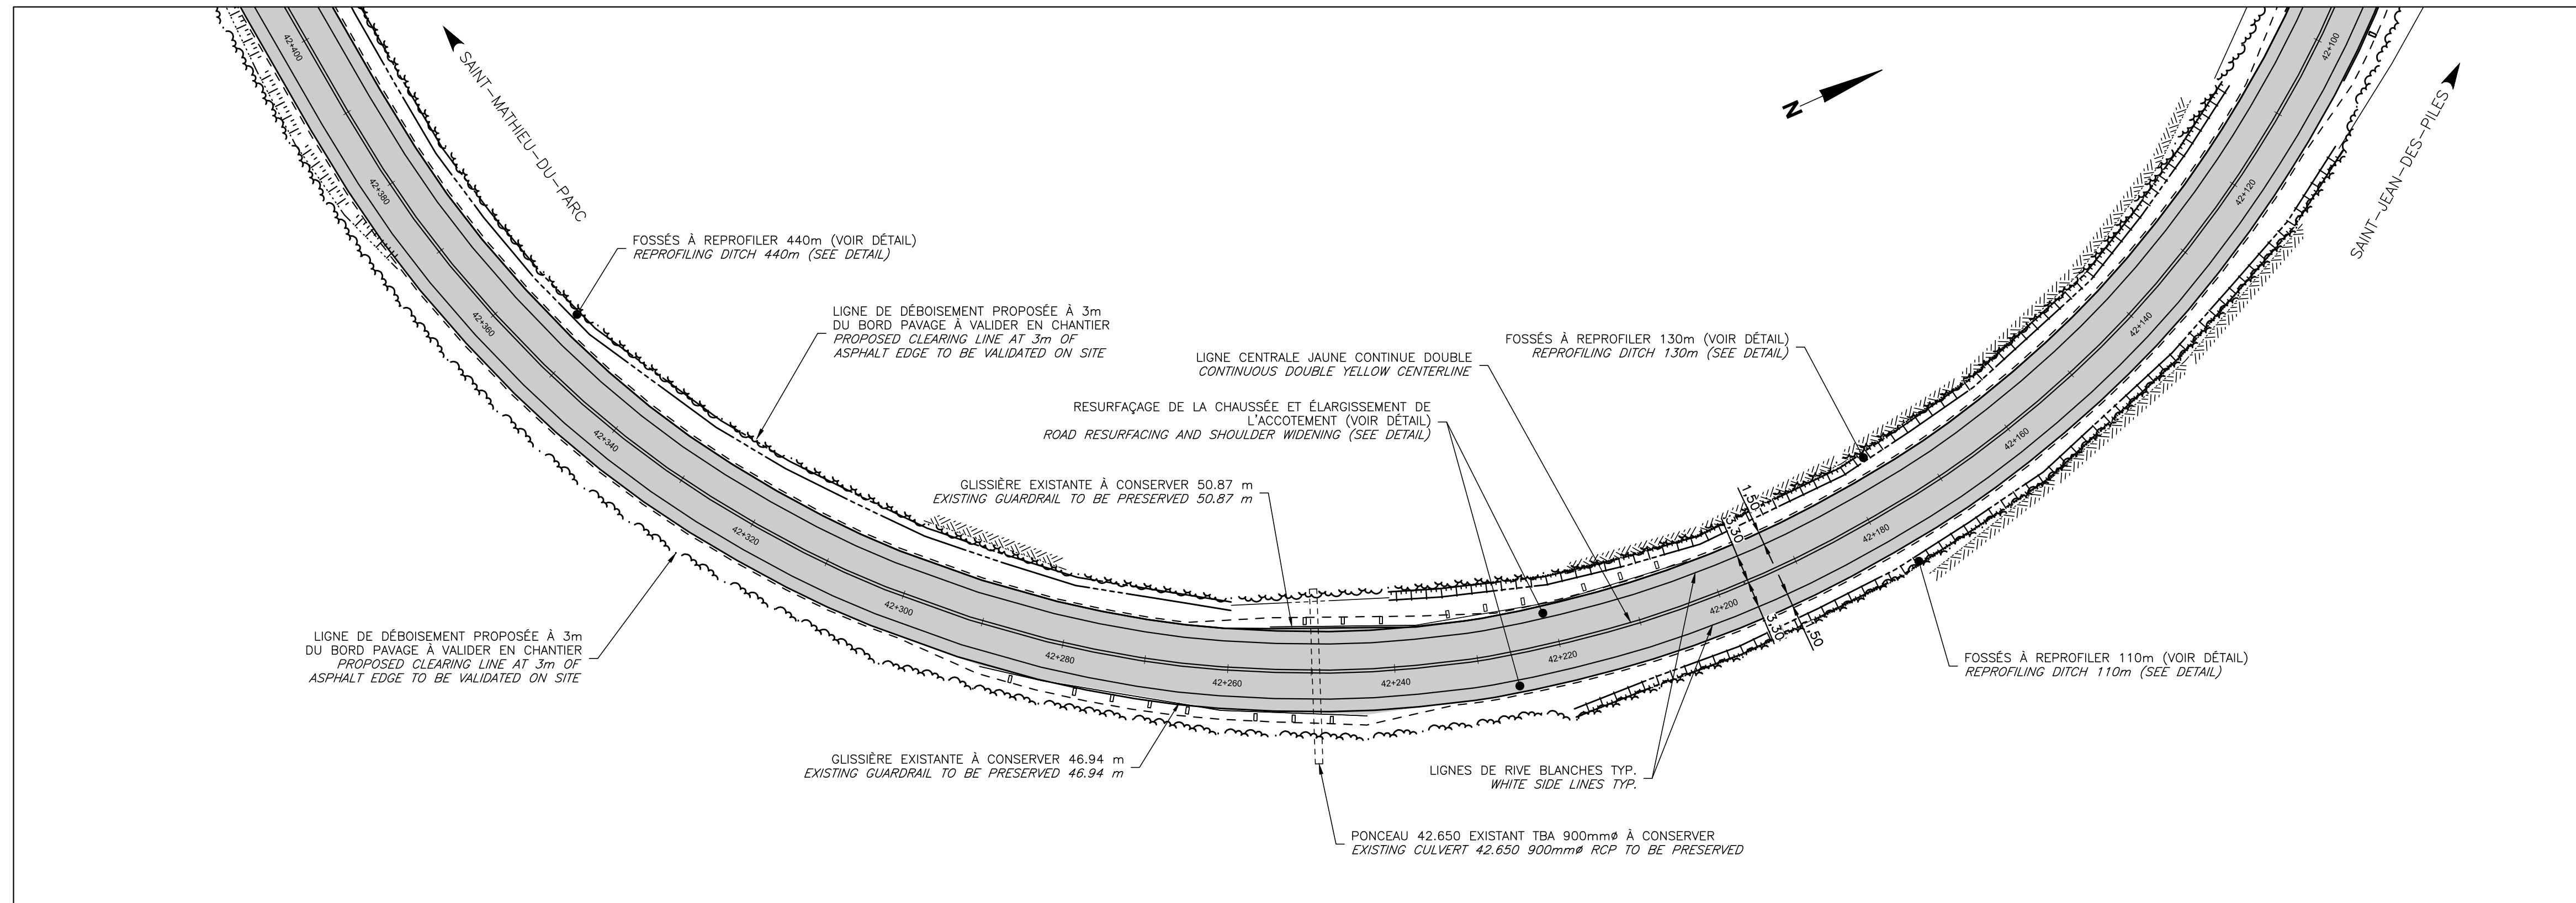 SAINT-MATHIEU-DU-PARC
N
SAINT-JEAN-DES-PILES
FOSSÉS À REPROFILER 440m (VOIR DÉTAIL)
REPROFILING DITCH 440m (SEE DETAIL)
LIGNE DE DÉBOISEMENT PROPOSÉE À 3m
DU BORD PAVAGE À VALIDER EN CHANTIER
PROPOSED CLEARING LINE AT 3m OF
ASPHALT EDGE TO BE VALIDATED ON SITE
FOSSÉS À REPROFILER 130m (VOIR DÉTAIL)
REPROFILING DITCH 130m (SEE DETAIL)
LIGNE CENTRALE JAUNE CONTINUE DOUBLE
CONTINUOUS DOUBLE YELLOW CENTERLINE
RESURFAÇAGE DE LA CHAUSSÉE ET ÉLARGISSEMENT DE
L'ACCOTEMENT (VOIR DÉTAIL)
ROAD RESURFACING AND SHOULDER WIDENING (SEE DETAIL)
GLISSIÈRE EXISTANTE À CONSERVER 50.87 m
EXISTING GUARDRAIL TO BE PRESERVED 50.87 m
42+400
42+380
42+360
42+340
42+320
42+300
42+280
42+260
42+240
42+220
42+200
42+180
42+160
42+140
42+120
42+100
1,50
3,30
3,30
1,50
LIGNE DE DÉBOISEMENT PROPOSÉE À 3m
DU BORD PAVAGE À VALIDER EN CHANTIER
PROPOSED CLEARING LINE AT 3m OF
ASPHALT EDGE TO BE VALIDATED ON SITE
FOSSÉS À REPROFILER 110m (VOIR DÉTAIL)
REPROFILING DITCH 110m (SEE DETAIL)
GLISSIÈRE EXISTANTE À CONSERVER 46.94 m
EXISTING GUARDRAIL TO BE PRESERVED 46.94 m
LIGNES DE RIVE BLANCHES TYP.
WHITE SIDE LINES TYP.
PONCEAU 42.650 EXISTANT TBA 900mmø À CONSERVER
EXISTING CULVERT 42.650 900mmø RCP TO BE PRESERVED